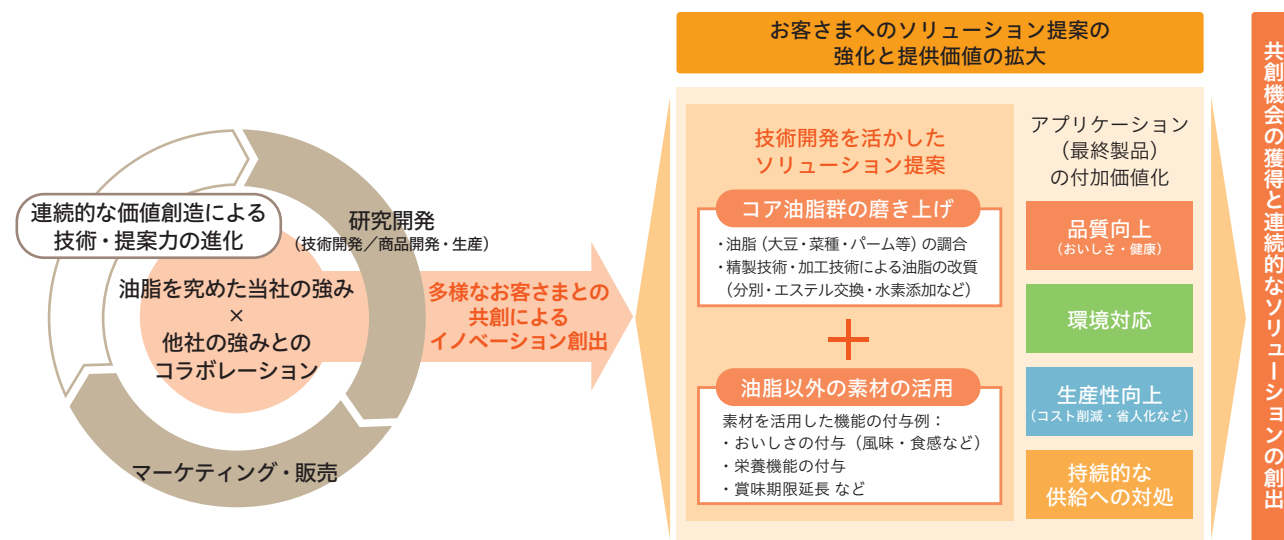 連続的な価値創造による
技術・提案力の進化
研究開発
(技術開発／商品開発・生産)
油脂を究めた当社の強み
×
他社の強みとの
コラボレーション
マーケティング・販売
多様なお客さまとの
共創による
イノベーション創出
お客さまへのソリューション提案の
強化と提供価値の拡大
技術開発を活かした
ソリューション提案
コア油脂群の磨き上げ
・油脂（大豆・菜種・パーム等）の調合
・精製技術・加工技術による油脂の改質
（分別・エステル交換・水素添加など）
＋
油脂以外の素材の活用
素材を活用した機能の付与例：
・おいしさの付与（風味・食感など）
・栄養機能の付与
・賞味期限延長 など
アプリケーション
（最終製品）
の付加価値化
品質向上
（おいしさ・健康）
環境対応
生産性向上
（コスト削減・省人化など）
持続的な
供給への対処
共創機会の獲得と連続的なソリューションの創出